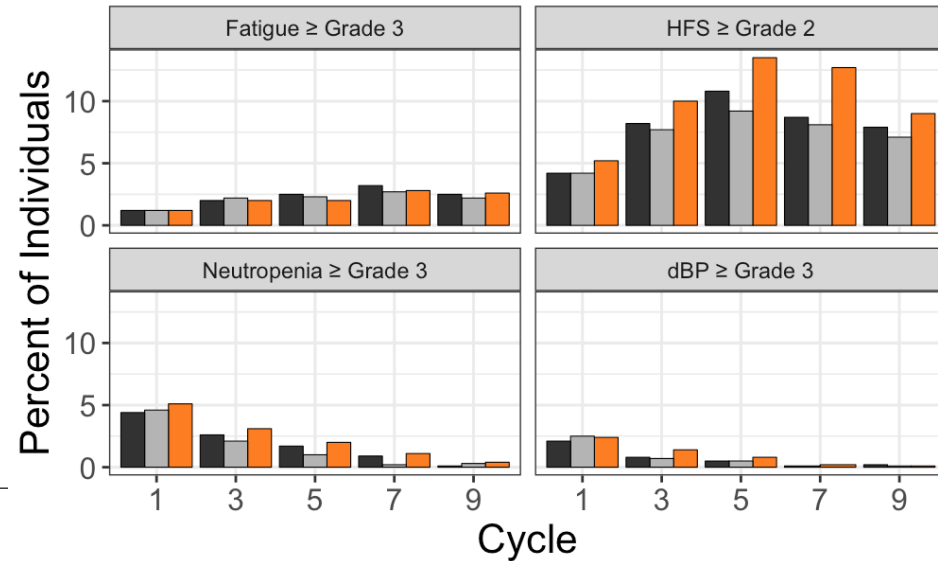 Fatigue ≥ Grade 3
HFS ≥ Grade 2
Percent of Individuals
10
5
0
Neutropenia ≥ Grade 3
dBP ≥ Grade 3
10
5
0
1 3 5 7 9 1 3 5 7 9
Cycle